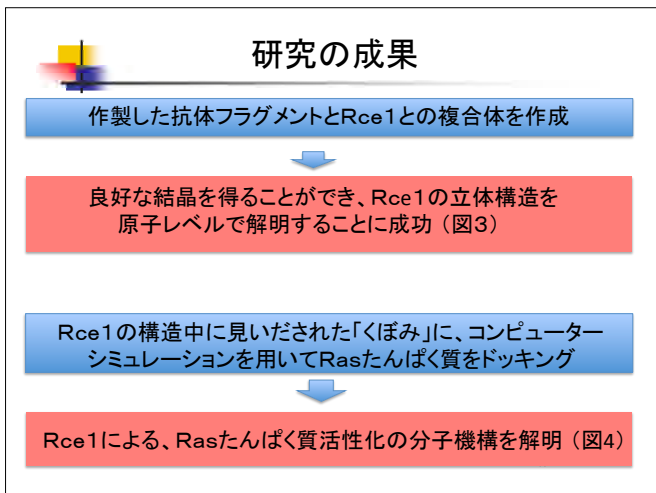 研究の成果
作製した抗体フラグメントとRce1との複合体を作成
良好な結晶を得ることができ、Rce1の立体構造を
原子レベルで解明することに成功（図3）
Rce1の構造中に見いだされた「くぼみ」に、コンピューター
シミュレーションを用いてRasたんぱく質をドッキング
Rce1による、Rasたんぱく質活性化の分子機構を解明（図4）